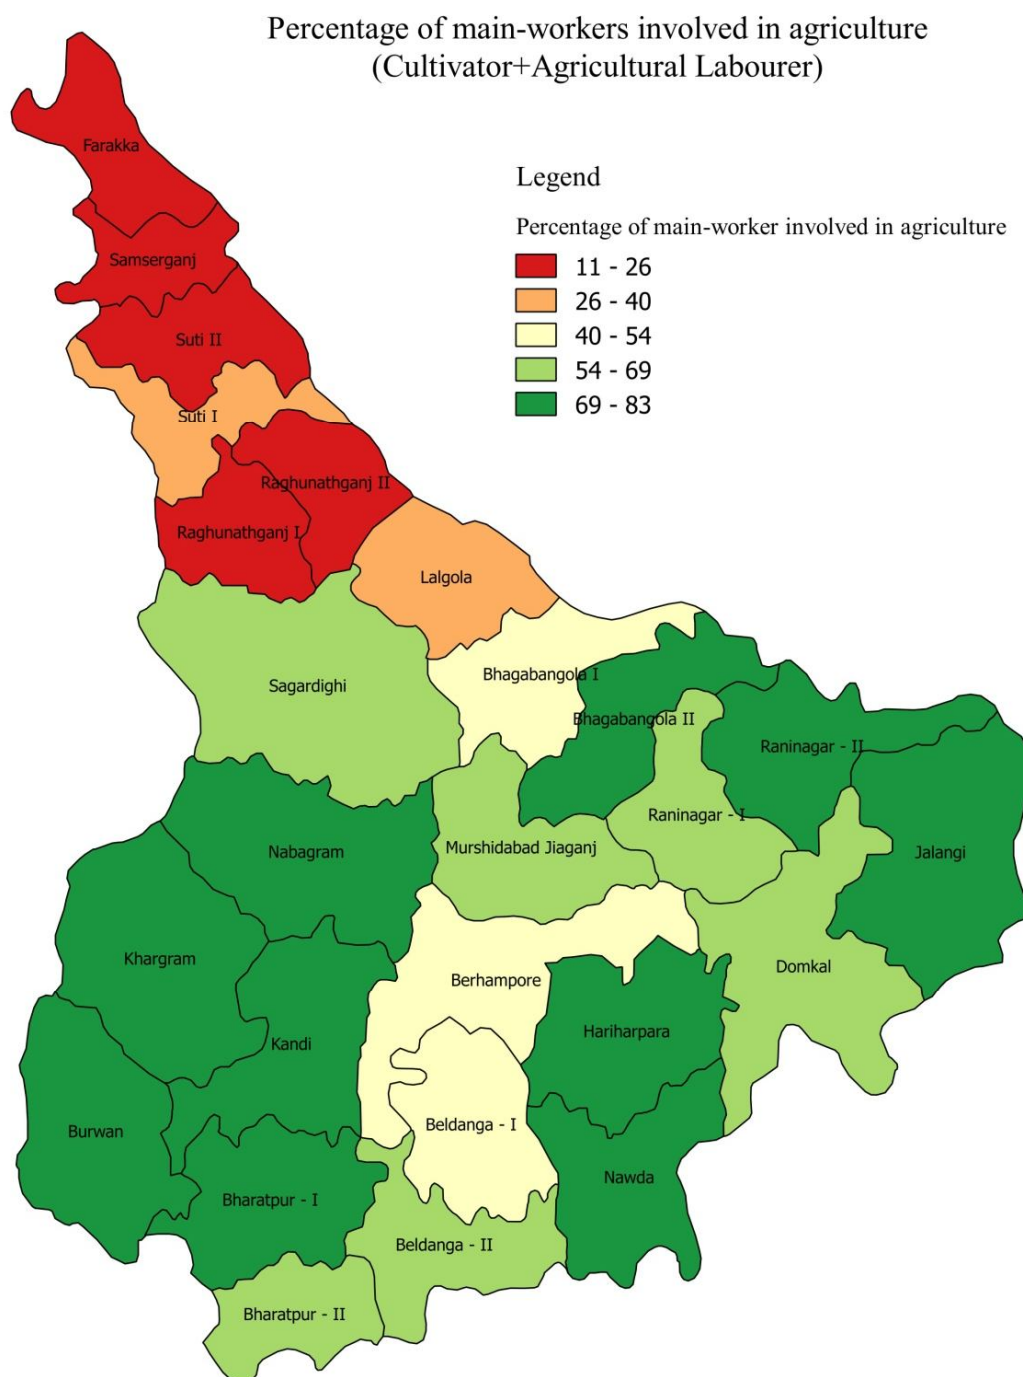 Percentage of main-workers involved in agriculture
(Cultivator+Agricultural Labourer)
Legend
Percentage of main-worker involved in agriculture
11 - 26
26 - 40
40 - 54
54 - 69
69 - 83
Farakka
Samserganj
Suti II
Suti I
Raghunathganj II
Raghunathganj I
Lalgola
Sagardighi
Bhagabangola I
Bhagabangola II
Raninagar - II
Raninagar - I
Murshidabad Jiaganj
Nabagram
Jalangi
Khargram
Domkal
Berhampore
Hariharpara
Kandi
Beldanga - I
Burwan
Nawda
Bharatpur - I
Beldanga - II
Bharatpur - II